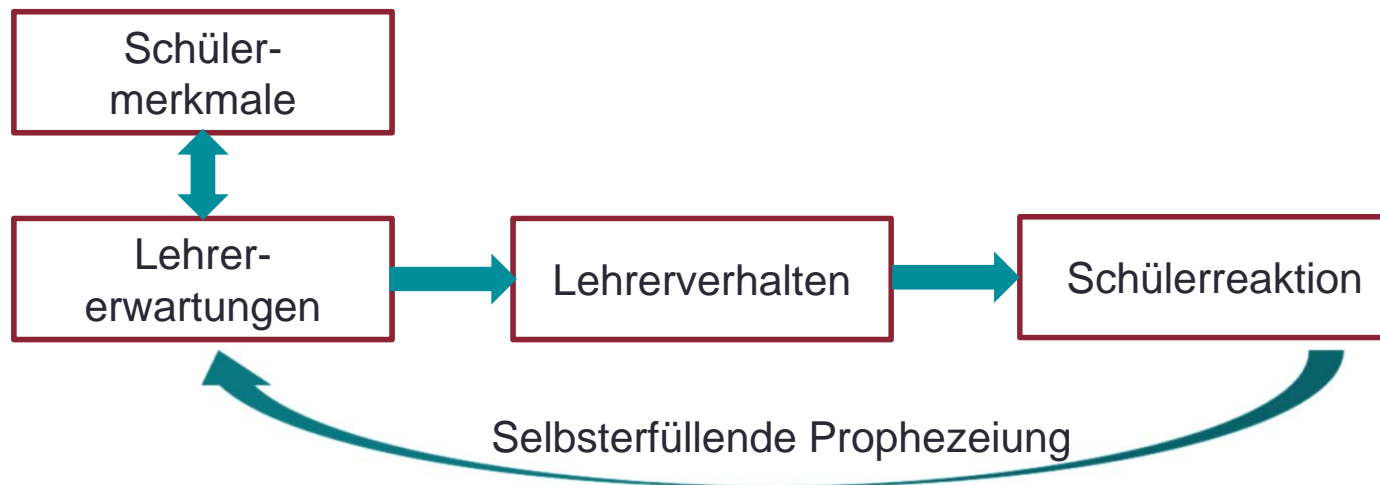 Schüler-
merkmale
Lehrer-
erwartungen
Lehrerverhalten
Schülerreaktion
Selbsterfüllende Prophezeiung